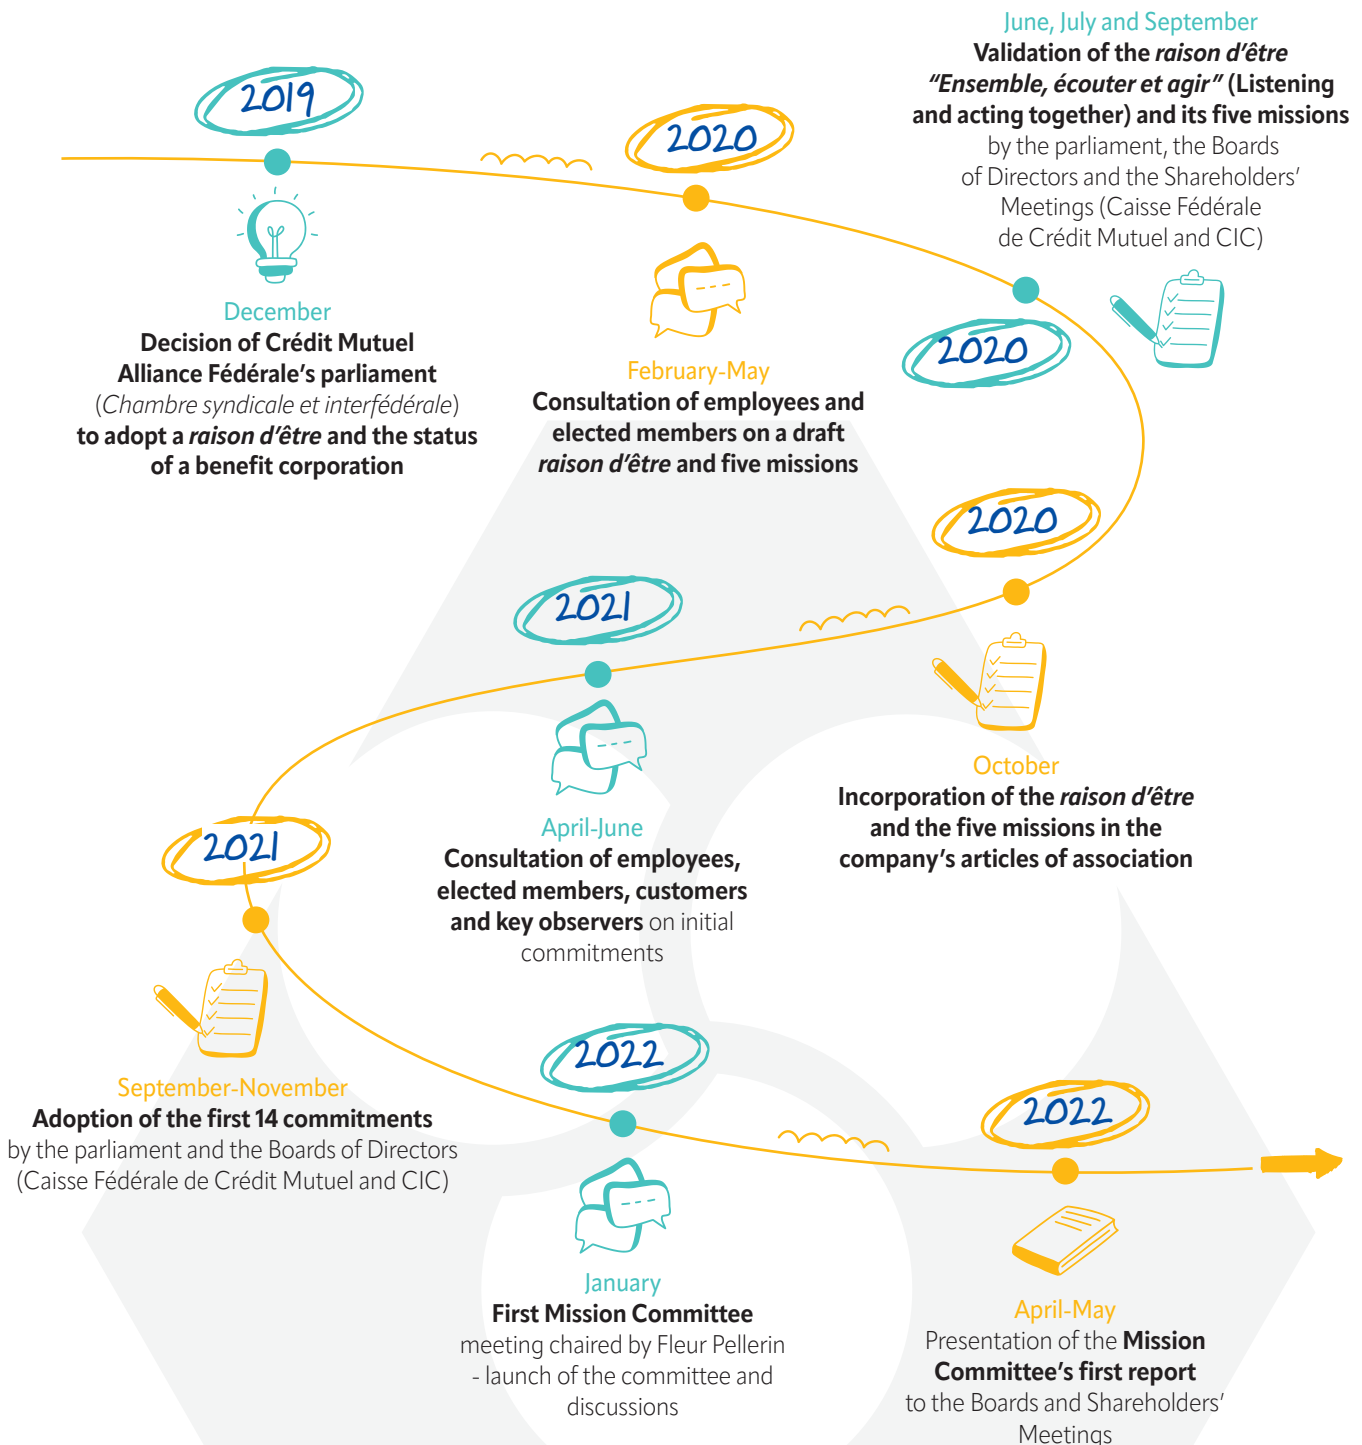 2019
December
Decision of Crédit Mutuel
Alliance Fédérale’s parliament
(Chambre syndicale et interfédérale)
to adopt a raison d’être and the status
of a benefit corporation
2020
February-May
Consultation of employees and
elected members on a draft
raison d’être and five missions
June, July and September
Validation of the raison d’être
“Ensemble, écouter et agir” (Listening
and acting together) and its five missions
by the parliament, the Boards
of Directors and the Shareholders’
Meetings (Caisse Fédérale
de Crédit Mutuel and CIC)
2020
2020
October
Incorporation of the raison d’être
and the five missions in the
company’s articles of association
2021
April-June
Consultation of employees,
elected members, customers
and key observers on initial
commitments
2021
September-November
Adoption of the first 14 commitments
by the parliament and the Boards of Directors
(Caisse Fédérale de Crédit Mutuel and CIC)
2022
January
First Mission Committee
meeting chaired by Fleur Pellerin
- launch of the committee and
discussions
2022
April-May
Presentation of the Mission
Committee’s first report
to the Boards and Shareholders’
Meetings